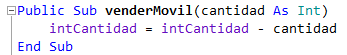 Public Sub venderMovil(cantidad As Int)
    intCantidad = intCantidad - cantidad
End Sub